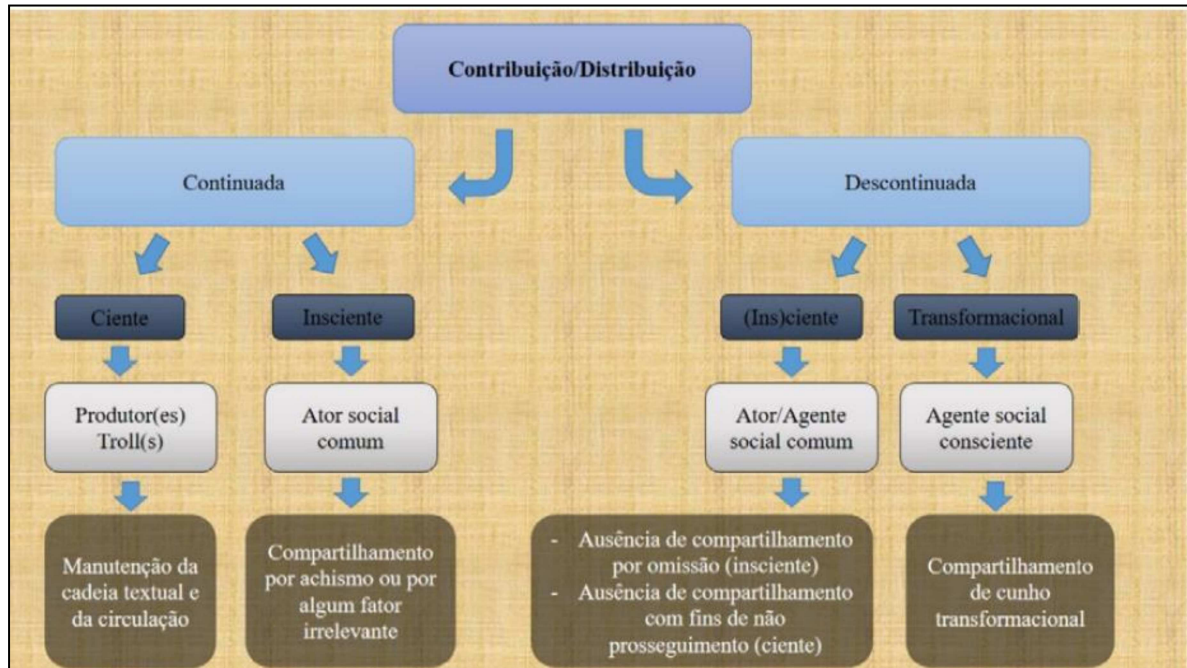 Contribuição/Distribuição
Continuada
Descontinuada
Ciente
Insciente
(Ins)ciente
Transformacional
Produtor(es)
Troll(s)
Ator social
comum
Ator/Agente
social comum
Agente social
consciente
Manutenção da
cadeia textual e
da circulação
Compartilhamento
por achismo ou por
algum fator
irrelevante
- Ausência de compartilhamento
por omissão (insciente)
- Ausência de compartilhamento
com fins de não
prosseguimento (ciente)
Compartilhamento
de cunho
transformacional